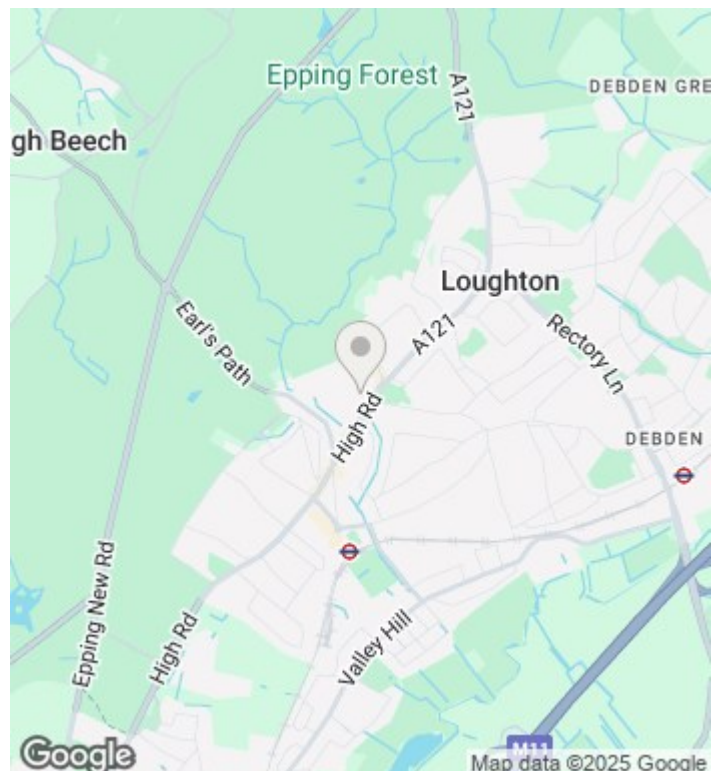 Epping Forest
A121
DEBDEN GRE
gh Beech
Loughton
A121
Earl's Path
Rectory Ln
High Rd
DEBDEN
Epping New Rd
High Rd
Valley Hill
M11
Google
Map data ©2025 Google